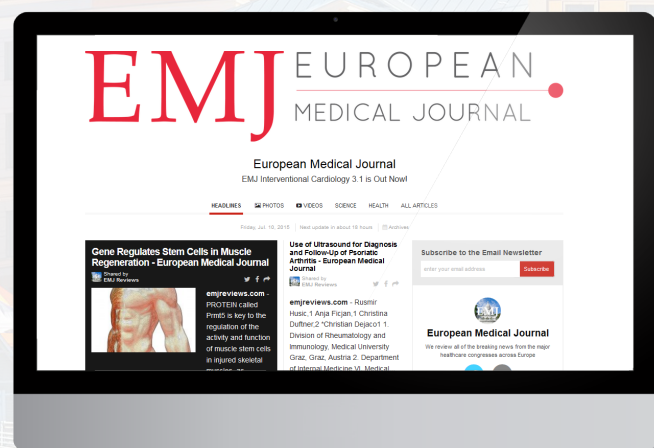 EMJ EUROPEAN
MEDICAL JOURNAL
European Medical Journal
EMJ Interventional Cardiology 3.1 is Out Now!
HEADLINES PHOTOS VIDEOS SCIENCE HEALTH ALL ARTICLES
Friday, Jul. 10, 2015 Next update in about 18 hours Archives
Gene Regulates Stem Cells in Muscle
Regeneration - European Medical Journal
Shared by
EMJ Reviews
emjreviews.com -
PROTEIN called
Prmt5 is key to the
regulation of the
activity and function
of muscle stem cells
in injured skeletal
Use of Ultrasound for Diagnosis
and Follow-Up of Psoriatic
Arthritis - European Medical
Journal
Shared by
EMJ Reviews
emjreviews.com - Rusmir
Husic,1 Anja Ficjan,1 Christina
Duftner,2 *Christian Dejaco1 1.
Division of Rheumatology and
Immunology, Medical University
Graz, Graz, Austria 2. Department
of Internal Medicine VI, Medical
Subscribe to the Email Newsletter
enter your email address Subscribe
European Medical Journal
We review all of the breaking news from the major
healthcare congresses across Europe